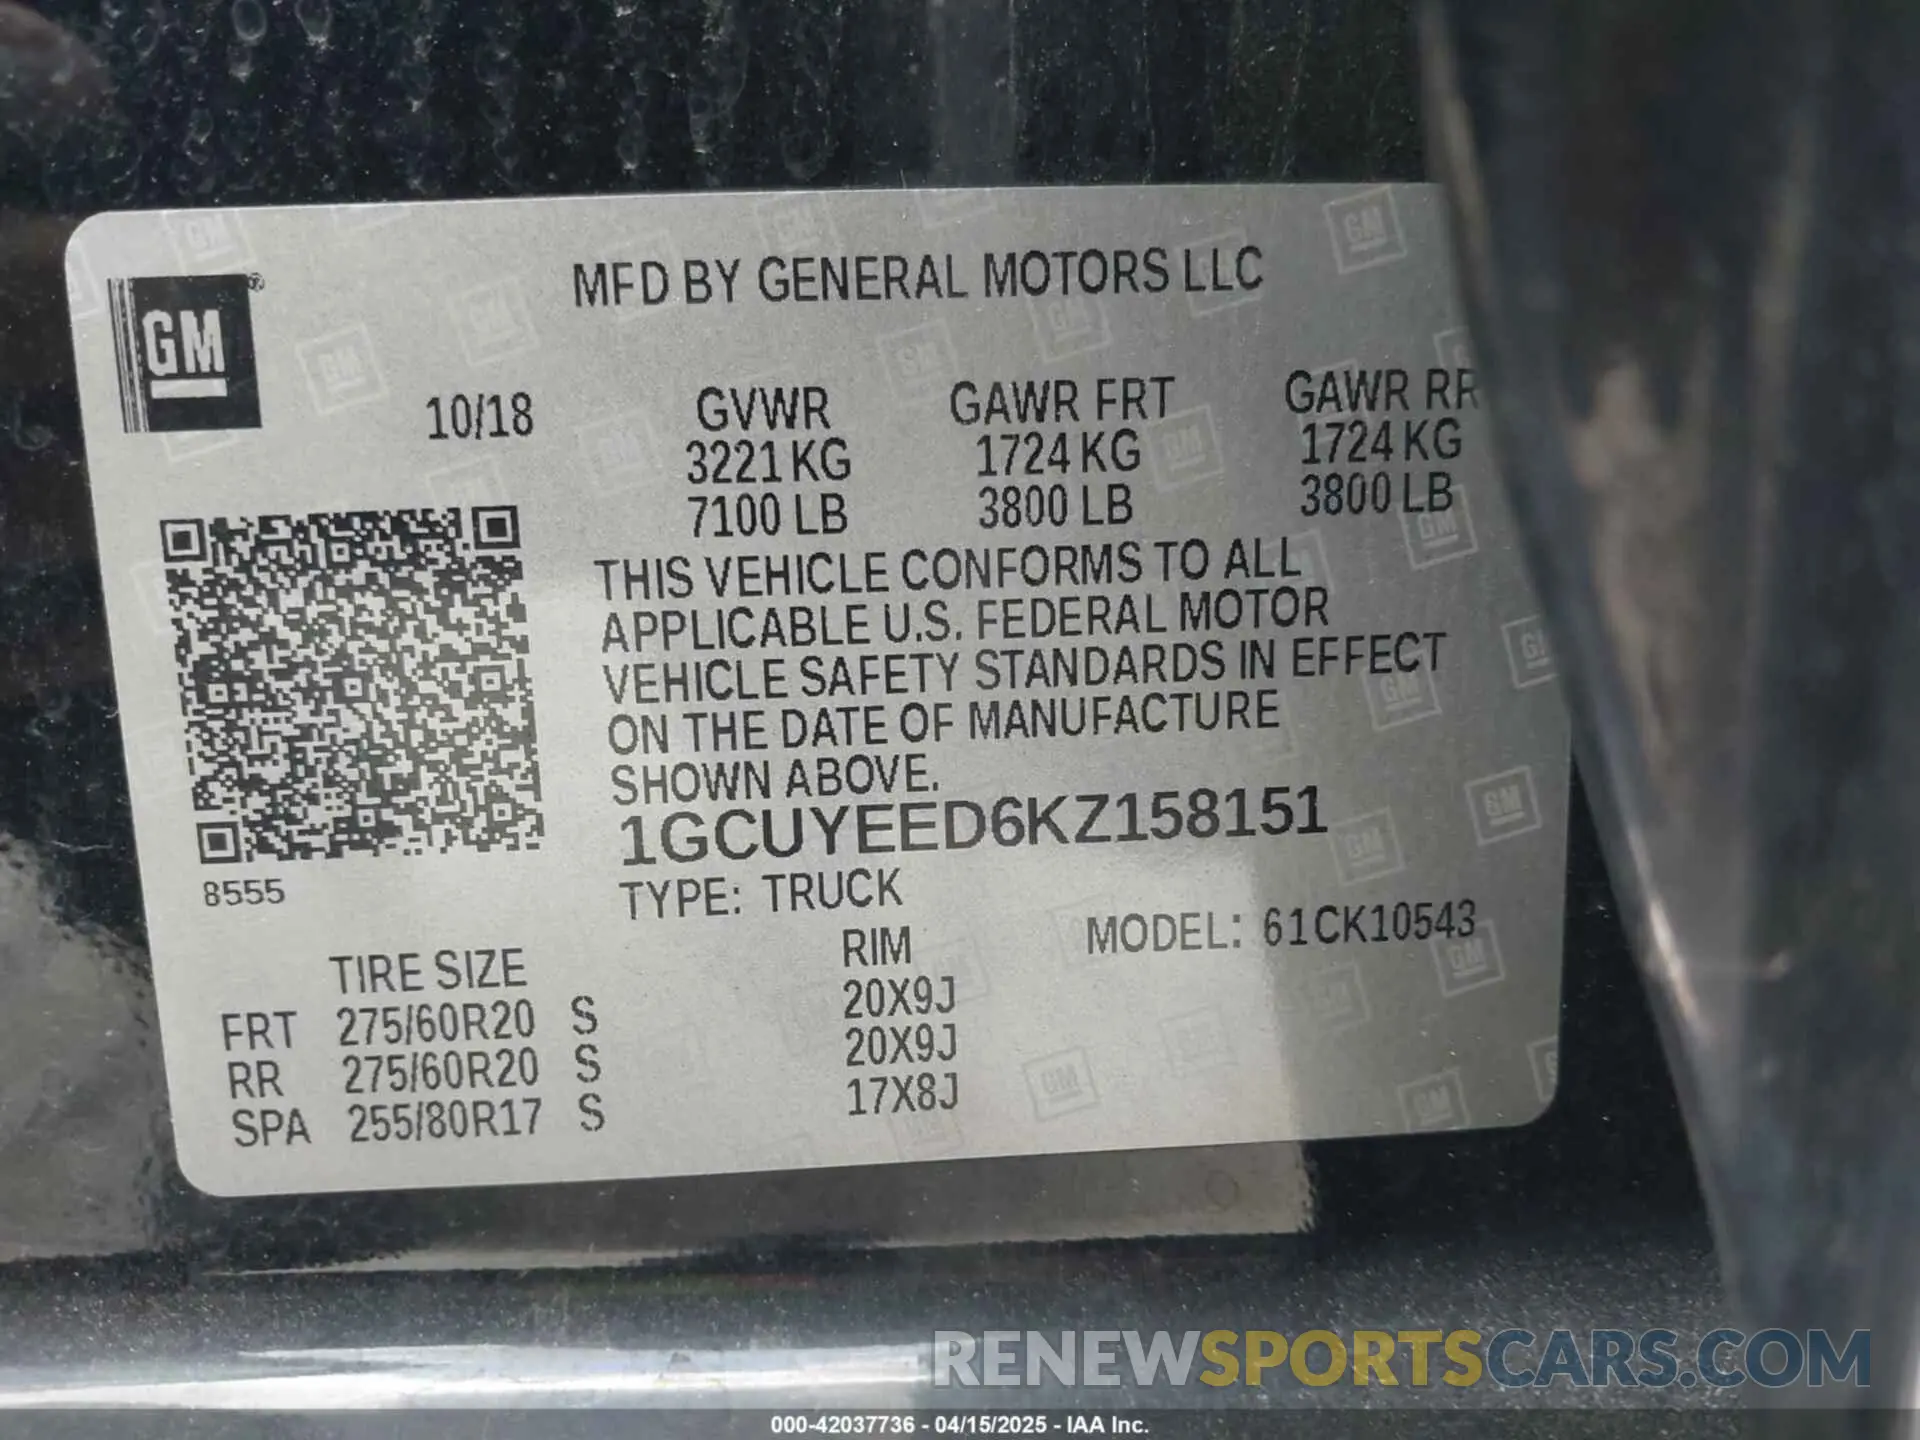 MFD BY GENERAL MOTORS LLC
GM
10/18 GVWR GAWR FRT GAWR RR
3221 KG 1724 KG 1724 KG
7100 LB 3800 LB 3800 LB
THIS VEHICLE CONFORMS TO ALL
APPLICABLE U.S. FEDERAL MOTOR
VEHICLE SAFETY STANDARDS IN EFFECT
ON THE DATE OF MANUFACTURE
SHOWN ABOVE.
1GCUYEED6KZ158151
8555
TYPE: TRUCK
MODEL: 61CK10543
TIRE SIZE RIM
FRT 275/60R20 S 20X9J
RR 275/60R20 S 20X9J
SPA 255/80R17 S 17X8J
RENEWSPORTSCARS.COM
000-42037736 - 04/15/2025 - IAA Inc.